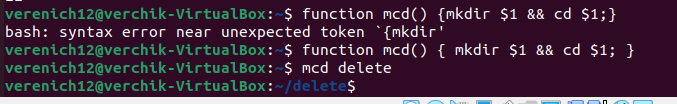 verenich12@verchik-VirtualBox:~$ function mcd() {mkdir $1 && cd $1;}
bash: syntax error near unexpected token `{mkdir'
verenich12@verchik-VirtualBox:~$ function mcd() { mkdir $1 && cd $1; }
verenich12@verchik-VirtualBox:~$ mcd delete
verenich12@verchik-VirtualBox:~/delete$